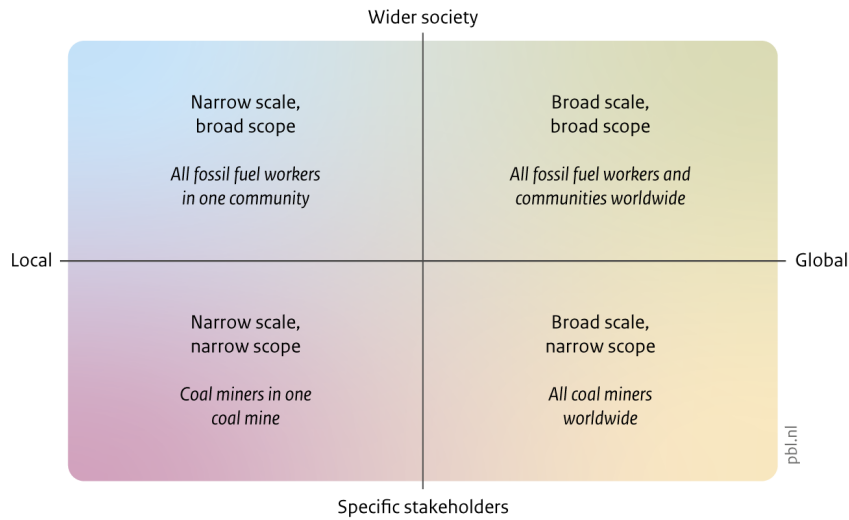 Wider society
Narrow scale,
broad scope
All fossil fuel workers
in one community
Broad scale,
broad scope
All fossil fuel workers and
communities worldwide
Local
Global
Narrow scale,
narrow scope
Coal miners in one
coal mine
Broad scale,
narrow scope
All coal miners
worldwide
pbl.nl
Specific stakeholders